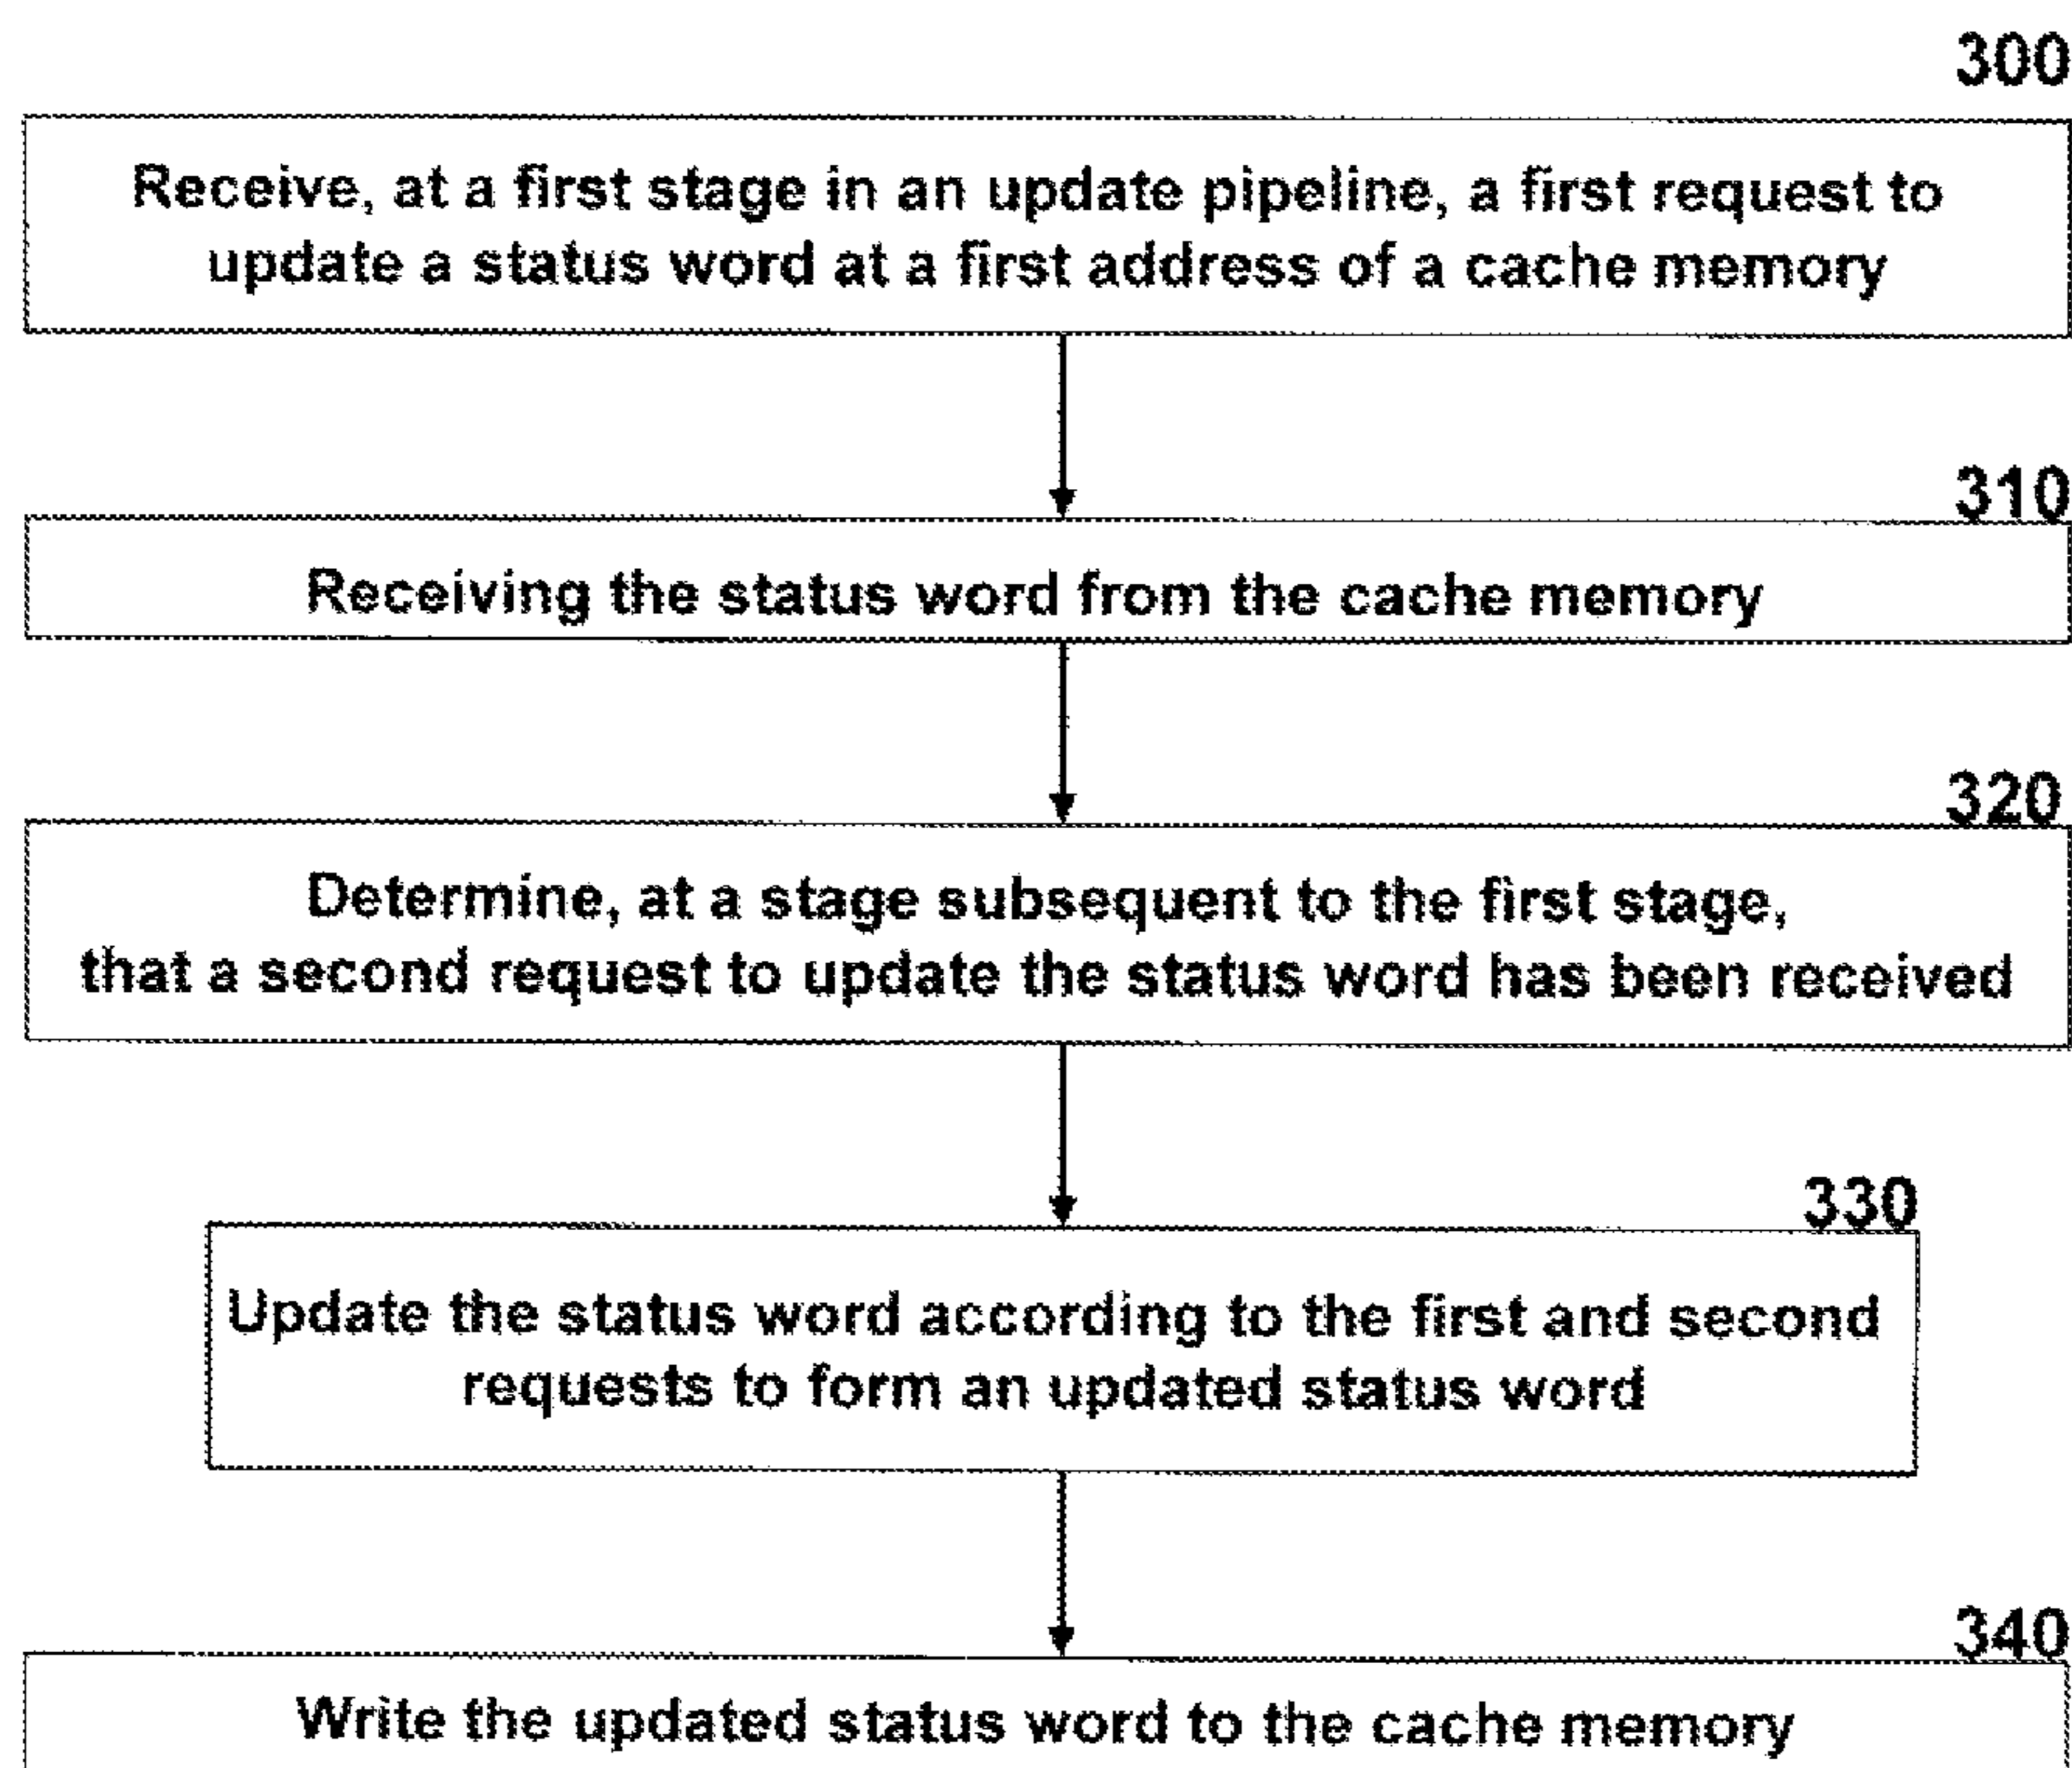 300
Receive, at a first stage in an update pipeline, a first request to
update a status word at a first address of a cache memory
310
Receiving the status word from the cache memory
320
Determine, at a stage subsequent to the first stage,
that a second request to update the status word has been received
330
Update the status word according to the first and second
requests to form an updated status word
340
Write the updated status word to the cache memory